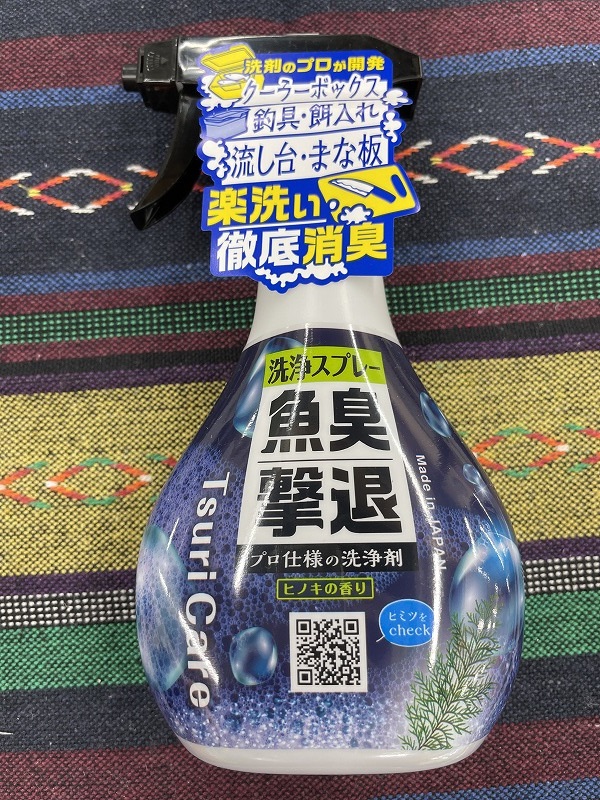 洗剤のプロが開発
クーラーボックス
釣具・餌入れ
流し台・まな板
楽洗い
徹底消臭
洗浄スプレー
魚臭
撃退
プロ仕様の洗浄剤
ヒノキの香り
Tsuri Care
Made in JAPAN
ヒミツを
check